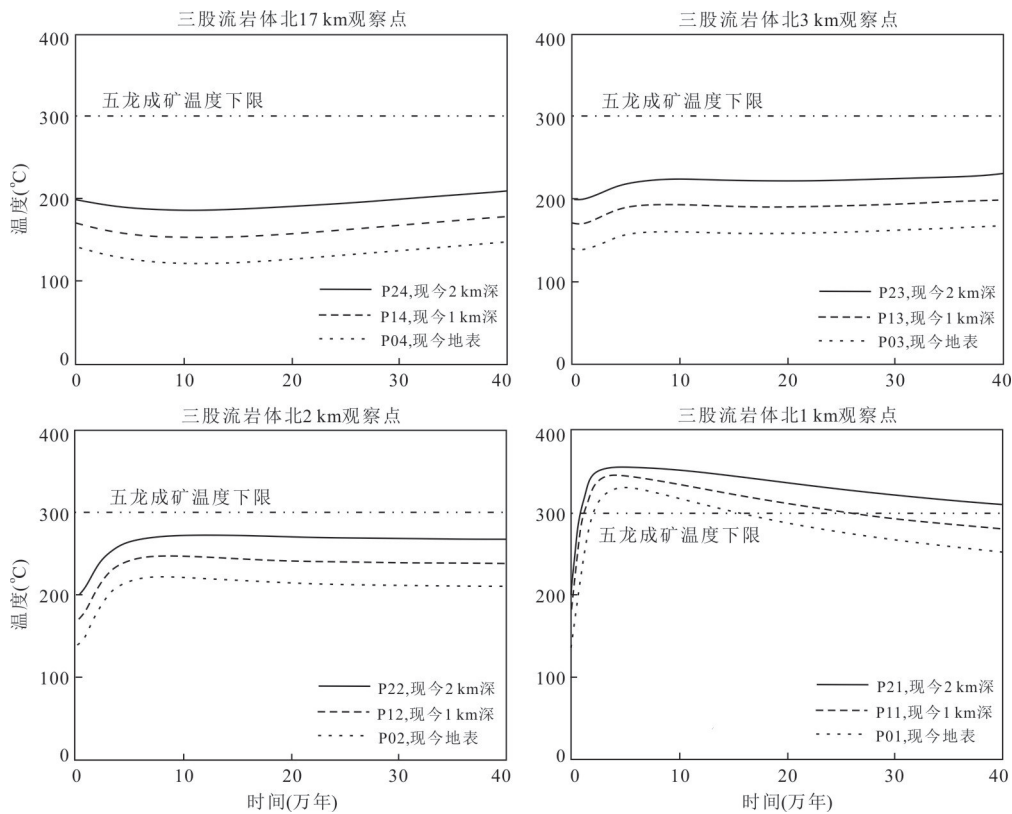 三股流岩体北17 km观察点
400
300
200
100
0
温度(℃)
五龙成矿温度下限
P24,现今2 km深
P14,现今1 km深
P04,现今地表
0 10 20 30 40
三股流岩体北3 km观察点
400
300
200
100
0
五龙成矿温度下限
P23,现今2 km深
P13,现今1 km深
P03,现今地表
0 10 20 30 40
三股流岩体北2 km观察点
400
300
200
100
0
温度(℃)
五龙成矿温度下限
P22,现今2 km深
P12,现今1 km深
P02,现今地表
0 10 20 30 40
时间(万年)
三股流岩体北1 km观察点
400
300
200
100
0
五龙成矿温度下限
P21,现今2 km深
P11,现今1 km深
P01,现今地表
0 10 20 30 40
时间(万年)